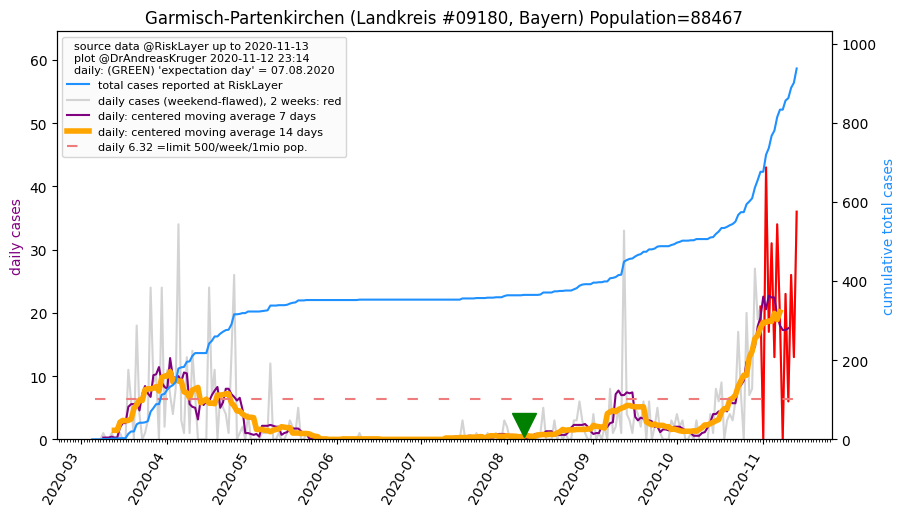 Garmisch-Partenkirchen (Landkreis #09180, Bayern) Population=88467
source data @RiskLayer up to 2020-11-13
plot @DrAndreasKruger 2020-11-12 23:14
daily: (GREEN) 'expectation day' = 07.08.2020
total cases reported at RiskLayer
daily cases (weekend-flawed), 2 weeks: red
daily: centered moving average 7 days
daily: centered moving average 14 days
daily 6.32 =limit 500/week/1mio pop.
daily cases
60
50
40
30
20
10
0
1000
800
600
400
200
0
cumulative total cases
2020-03
2020-04
2020-05
2020-06
2020-07
2020-08
2020-09
2020-10
2020-11